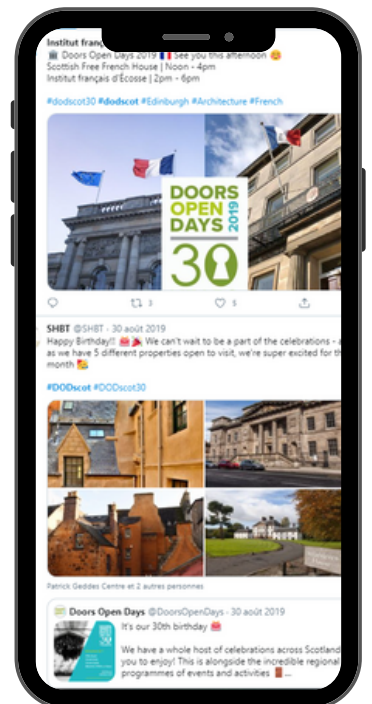 Institut franç
🏛 Doors Open Days 2019 🇫🇷 See you this afternoon 😊
Scottish Free French House | Noon - 4pm
Institut français d'Écosse | 2pm - 6pm
#dodscot30 #dodscot #Edinburgh #Architecture #French
DOORS
OPEN
DAYS
2019
30
3 5
SHBT @SHBT · 30 août 2019
Happy Birthday!! 🎂 🎉 We can't wait to be a part of the celebrations -
as we have 5 different properties open to visit, we're super excited for
month 🥰
#DODscot #DODscot30
Patrick Geddes Centre et 2 autres personnes
Doors Open Days @DoorsOpenDays · 30 août 2019
It's our 30th birthday 🎂
We have a whole host of celebrations across Scotland
you to enjoy! This is alongside the incredible regional
programmes of events and activities 🚪...